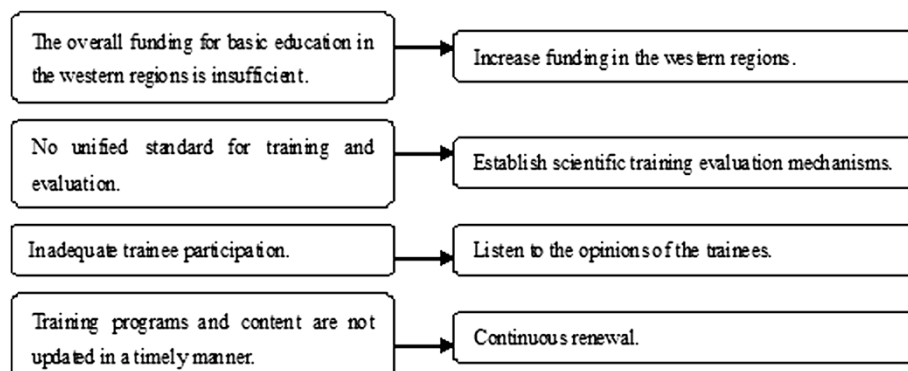 The overall funding for basic education in
the western regions is insufficient.
Increase funding in the western regions.
No unified standard for training and
evaluation.
Establish scientific training evaluation mechanisms.
Inadequate trainee participation.
Listen to the opinions of the trainees.
Training programs and content are not
updated in a timely manner.
Continuous renewal.